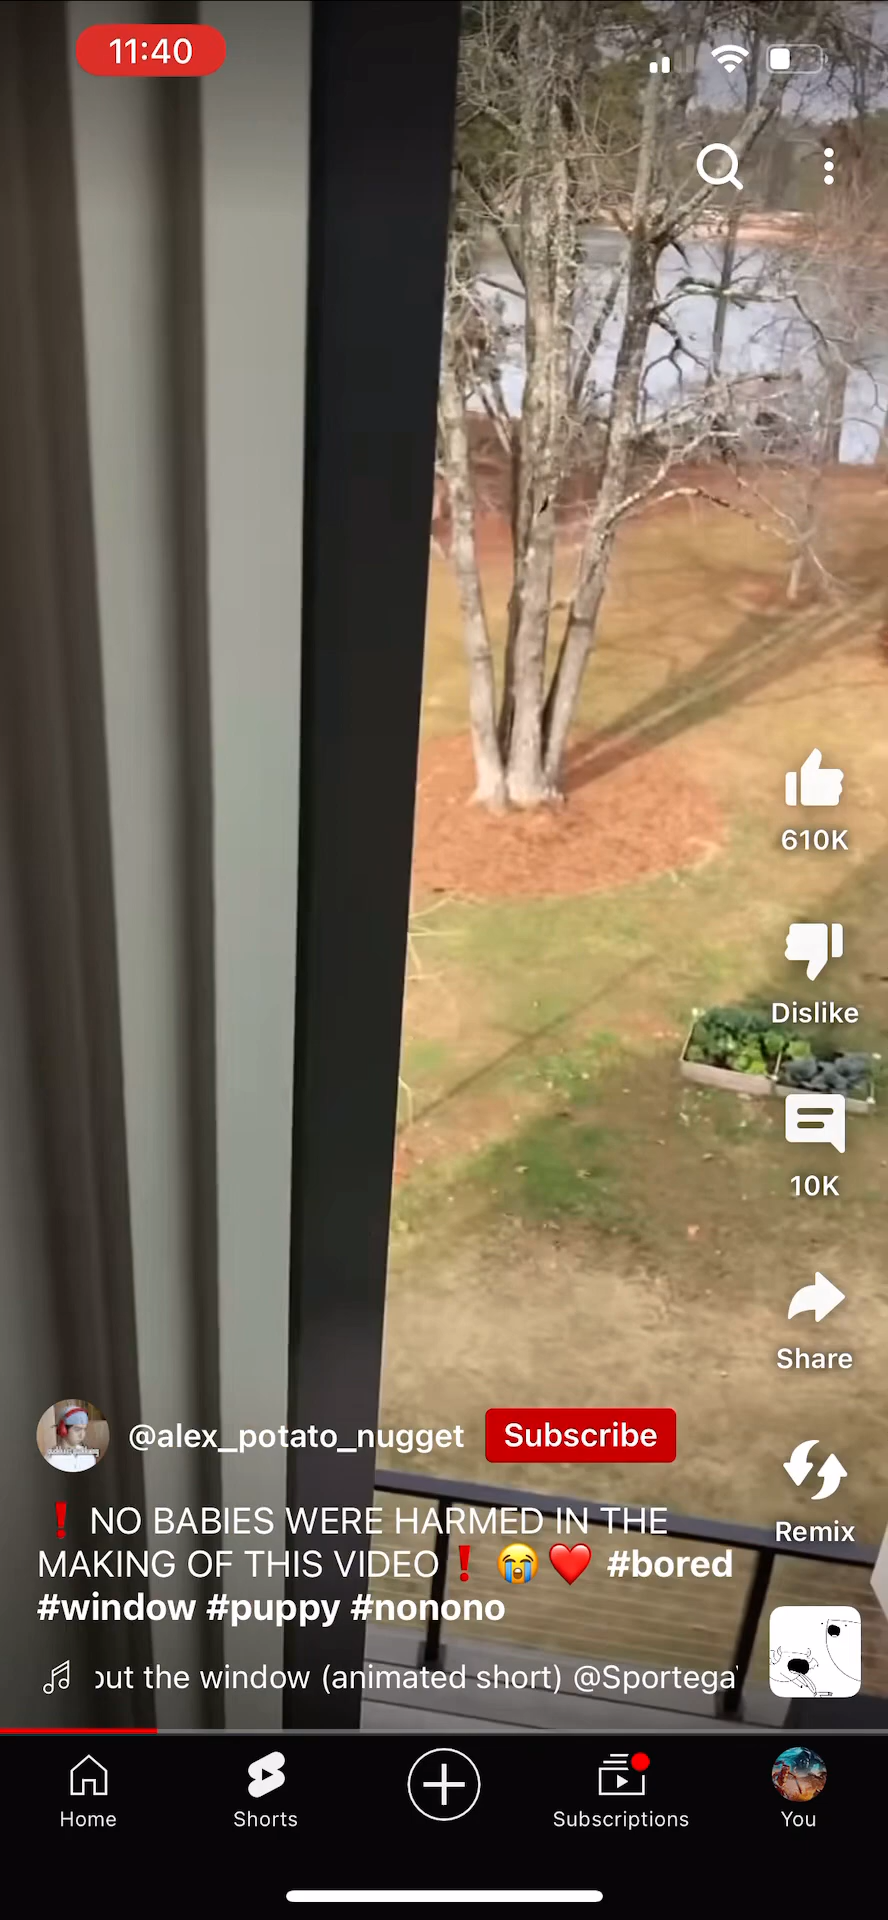 11:40
610K
Dislike
10K
Share
@alex_potato_nugget Subscribe
❗ NO BABIES WERE HARMED IN THE
MAKING OF THIS VIDEO❗ 😭❤️ #bored
#window #puppy #nonono
Remix
out the window (animated short) @Sportega
Home Shorts Subscriptions You